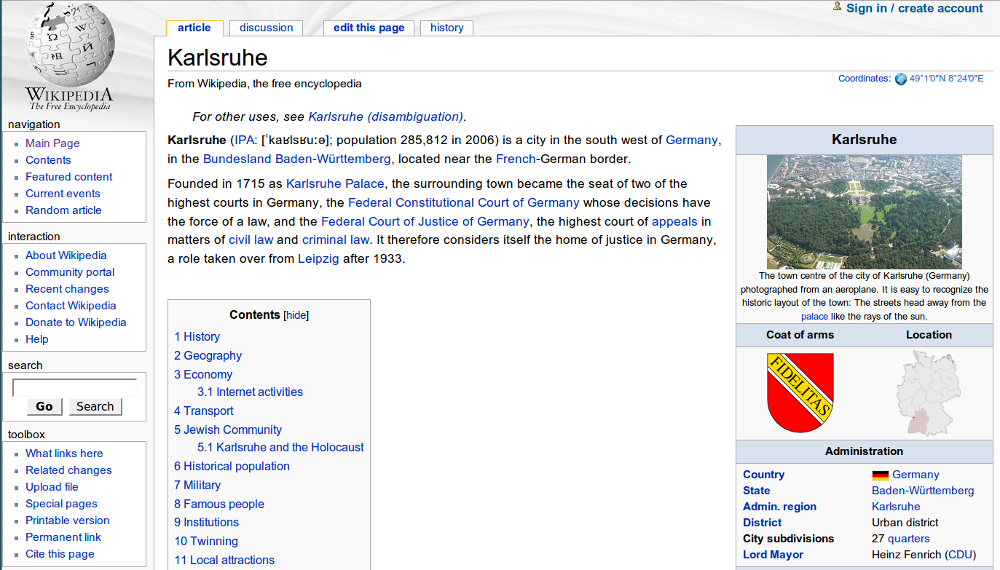 Sign in / create account
article
discussion
edit this page
history
WIKIPEDIA
The Free Encyclopedia
navigation
Main Page
Contents
Featured content
Current events
Random article
interaction
About Wikipedia
Community portal
Recent changes
Contact Wikipedia
Donate to Wikipedia
Help
search
Go
Search
toolbox
What links here
Related changes
Upload file
Special pages
Printable version
Permanent link
Cite this page
Karlsruhe
From Wikipedia, the free encyclopedia
Coordinates: 49°1′0″N 8°24′0″E
For other uses, see Karlsruhe (disambiguation).
Karlsruhe (IPA: [ˈkaʁlsʁuːə]; population 285,812 in 2006) is a city in the south west of Germany,
in the Bundesland Baden-Württemberg, located near the French-German border.
Founded in 1715 as Karlsruhe Palace, the surrounding town became the seat of two of the
highest courts in Germany, the Federal Constitutional Court of Germany whose decisions have
the force of a law, and the Federal Court of Justice of Germany, the highest court of appeals in
matters of civil law and criminal law. It therefore considers itself the home of justice in Germany,
a role taken over from Leipzig after 1933.
Contents [hide]
1 History
2 Geography
3 Economy
3.1 Internet activities
4 Transport
5 Jewish Community
5.1 Karlsruhe and the Holocaust
6 Historical population
7 Military
8 Famous people
9 Institutions
10 Twinning
11 Local attractions
Karlsruhe
The town centre of the city of Karlsruhe (Germany)
photographed from an aeroplane. It is easy to recognize the
historic layout of the town: The streets head away from the
palace like the rays of the sun.
Coat of arms Location
FIDELITAS
Administration
Country Germany
State Baden-Württemberg
Admin. region Karlsruhe
District Urban district
City subdivisions 27 quarters
Lord Mayor Heinz Fenrich (CDU)